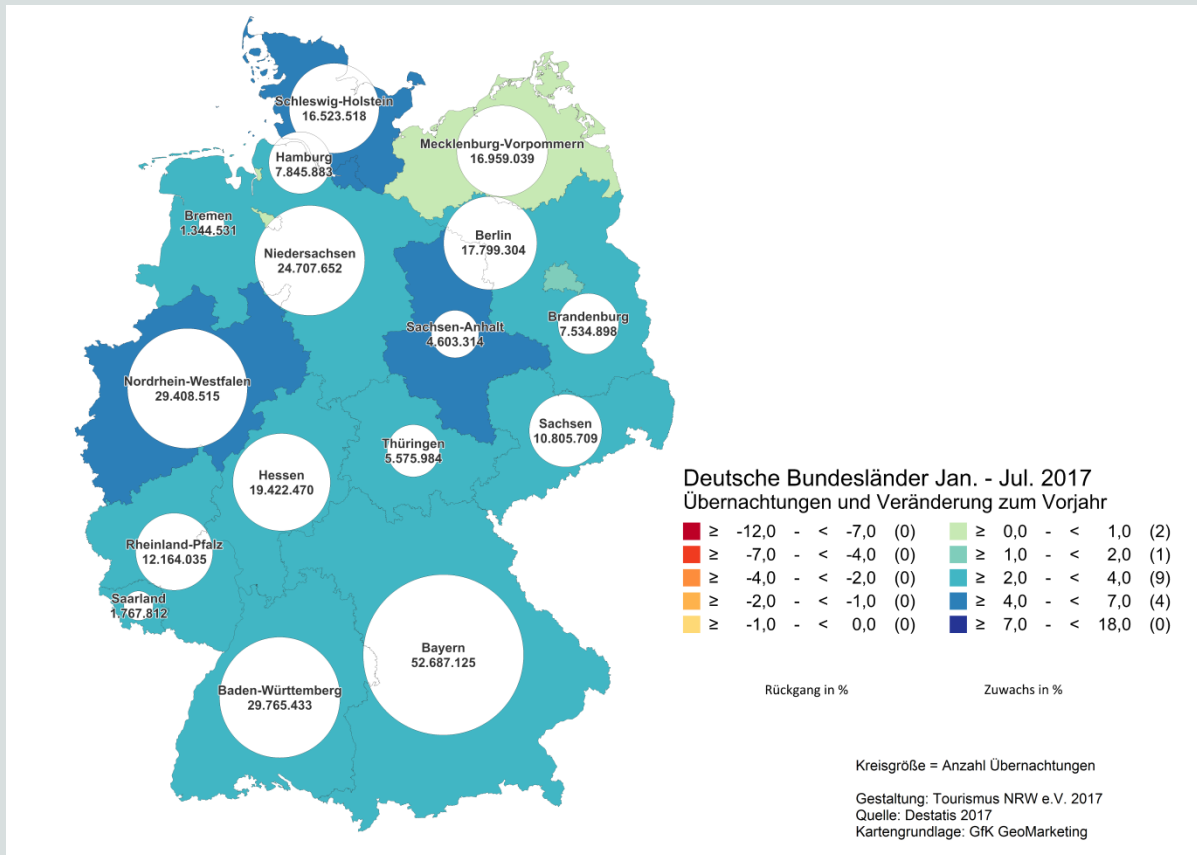 Schleswig-Holstein
16.523.518
Mecklenburg-Vorpommern
16.959.039
Hamburg
7.845.883
Bremen
1.344.531
Berlin
17.799.304
Niedersachsen
24.707.652
Brandenburg
7.534.898
Sachsen-Anhalt
4.603.314
Nordrhein-Westfalen
29.408.515
Sachsen
10.805.709
Thüringen
5.575.984
Hessen
19.422.470
Rheinland-Pfalz
12.164.035
Saarland
1.767.812
Bayern
52.687.125
Baden-Württemberg
29.765.433
Deutsche Bundesländer Jan. - Jul. 2017
Übernachtungen und Veränderung zum Vorjahr
≥ -12,0 - < -7,0 (0)
≥ -7,0 - < -4,0 (0)
≥ -4,0 - < -2,0 (0)
≥ -2,0 - < -1,0 (0)
≥ -1,0 - < 0,0 (0)
≥ 0,0 - < 1,0 (2)
≥ 1,0 - < 2,0 (1)
≥ 2,0 - < 4,0 (9)
≥ 4,0 - < 7,0 (4)
≥ 7,0 - < 18,0 (0)
Rückgang in %
Zuwachs in %
Kreisgröße = Anzahl Übernachtungen
Gestaltung: Tourismus NRW e.V. 2017
Quelle: Destatis 2017
Kartengrundlage: GfK GeoMarketing